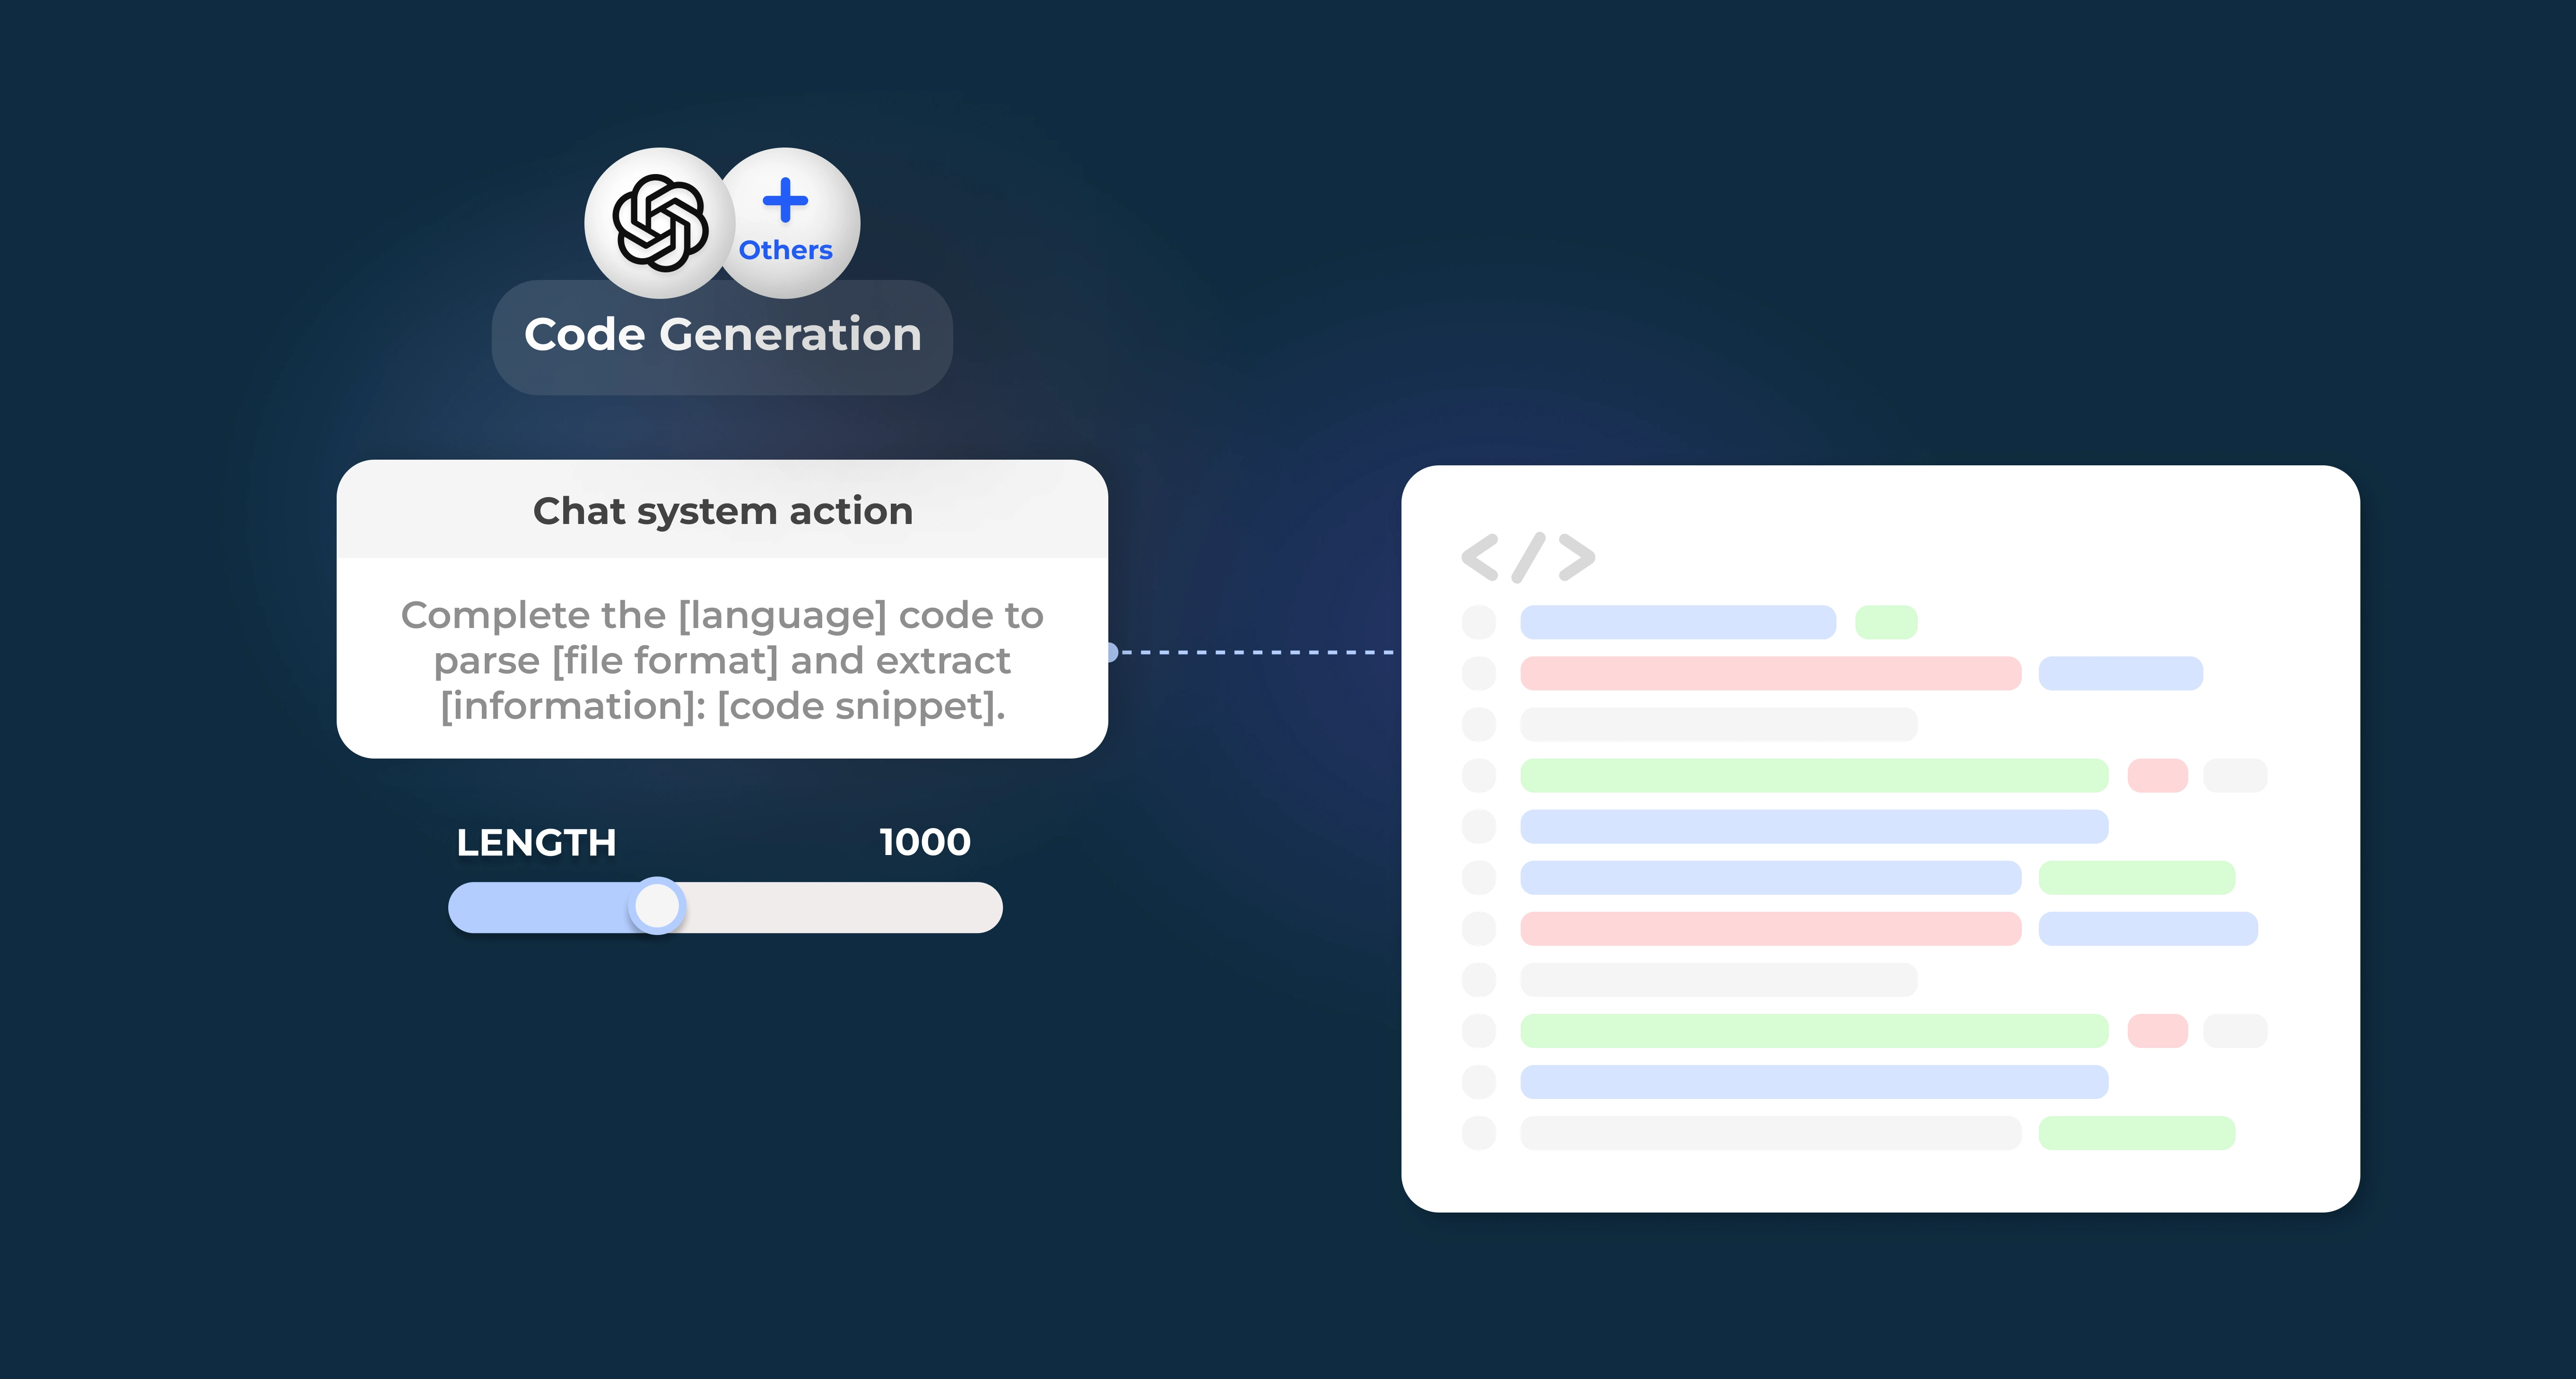 +
Others
Code Generation
Chat system action
Complete the [language] code to
parse [file format] and extract
[information]: [code snippet].
LENGTH 1000
</>